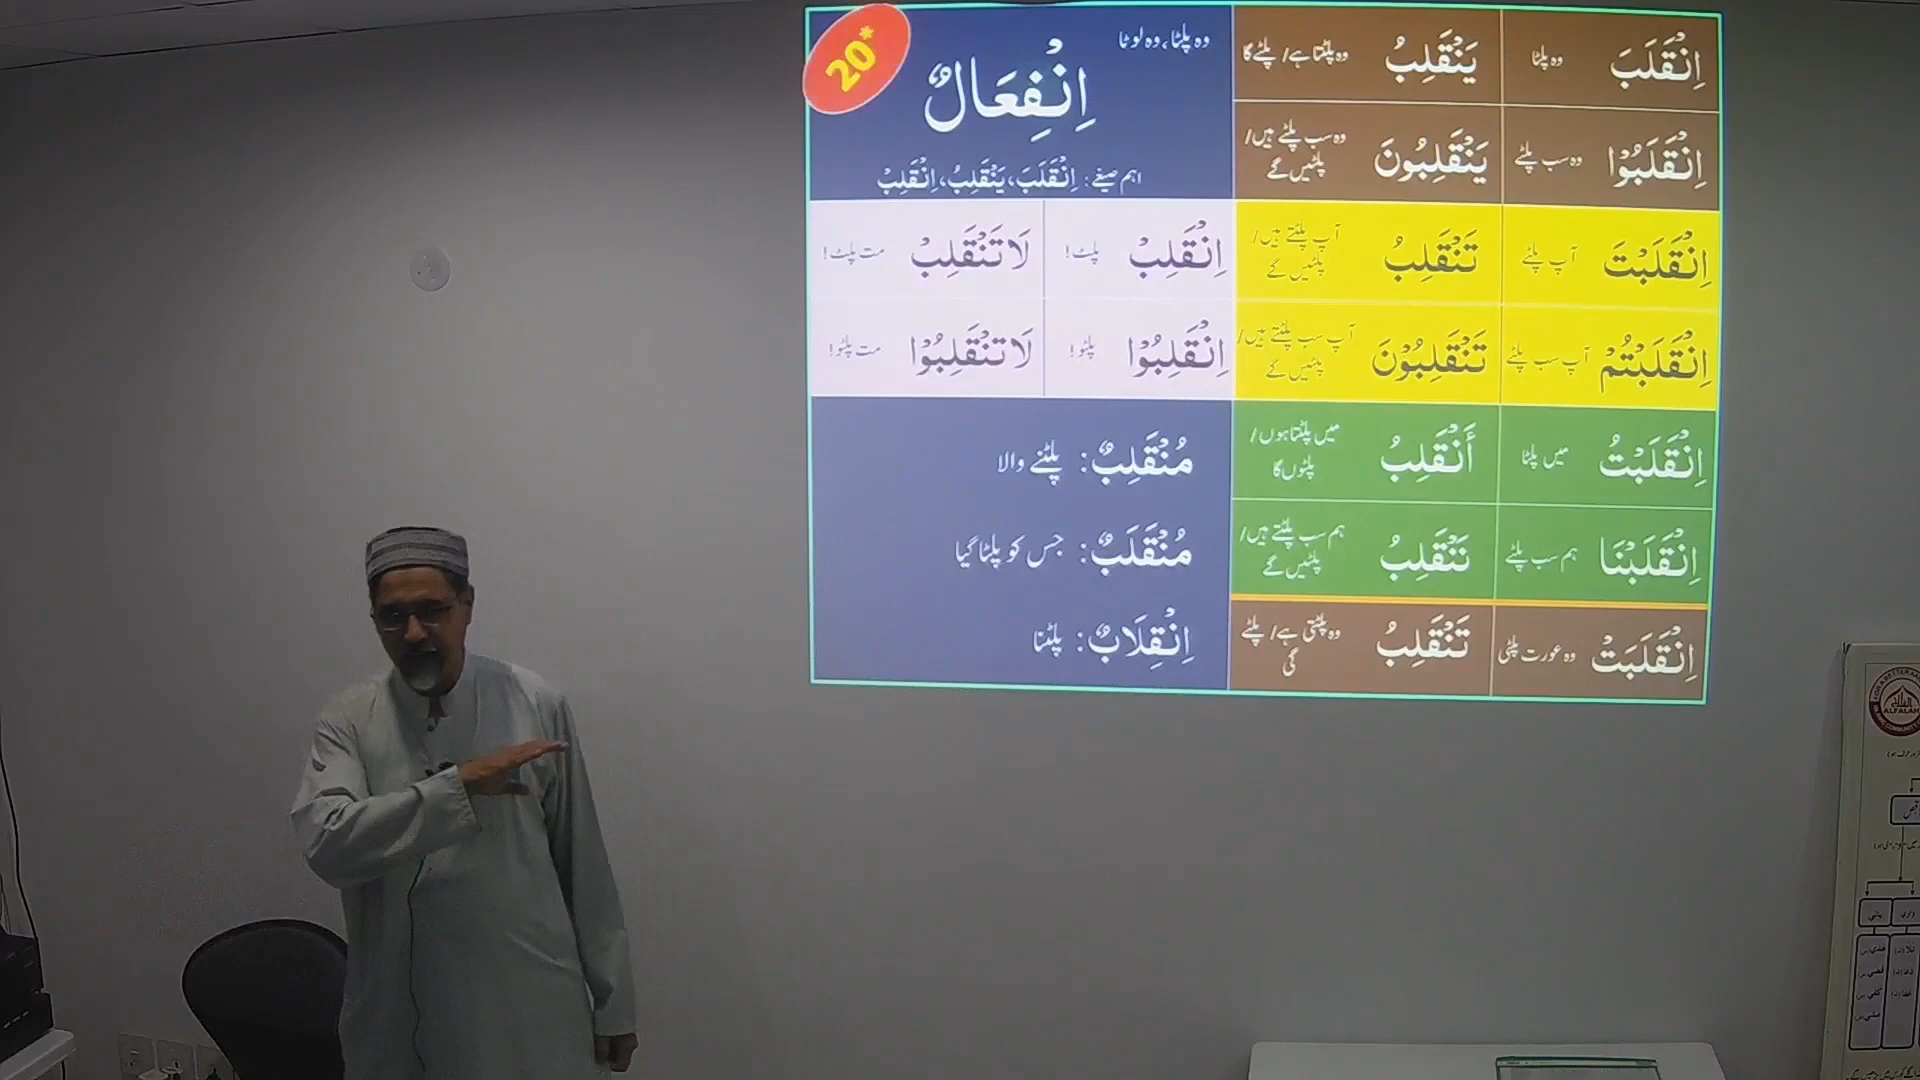 اِنْقَلَبَ وہ پلٹا
يَنْقَلِبُ وہ پلٹتا ہے/ پلٹے گا
اِنْقَلَبُوْا وہ سب پلٹے
يَنْقَلِبُونَ وہ سب پلٹے ہیں/ پلٹیں گے
اِنْقَلَبْتَ آپ پلٹے
تَنْقَلِبُ آپ پلٹتے ہیں/ پلٹیں گے
اِنْقَلَبْتُمْ آپ سب پلٹے
تَنْقَلِبُوْنَ آپ سب پلٹتے ہیں/ پلٹیں گے
اِنْقَلَبْتُ میں پلٹا
أَنْقَلِبُ میں پلٹتا ہوں/ پلٹوں گا
اِنْقَلَبْنَا ہم سب پلٹے
نَنْقَلِبُ ہم سب پلٹتے ہیں/ پلٹیں گے
اِنْقَلَبَتْ وہ عورت پلٹی
تَنْقَلِبُ وہ پلٹتی ہے/ پلٹے گی
وہ پلٹا، وہ لوٹا
20*
اِنْفِعَالٌ
اہم صیغے: اِنْقَلَبَ، يَنْقَلِبُ، اِنْقَلِبْ
اِنْقَلِبْ پلٹ!
لَا تَنْقَلِبْ مت پلٹ!
اِنْقَلِبُوْا پلٹو!
لَا تَنْقَلِبُوْا مت پلٹو!
مُنْقَلِبٌ: پلٹنے والا
مُنْقَلَبٌ: جس کو پلٹا گیا
اِنْقِلَابٌ: پلٹنا
ALFALAH